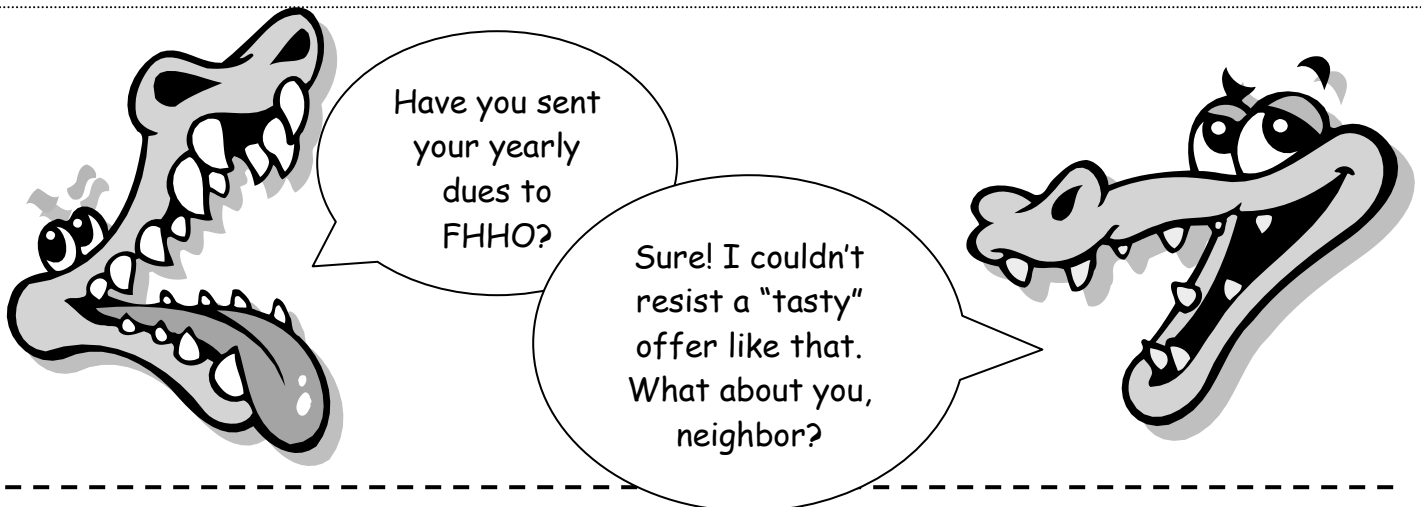 Have you sent
your yearly
dues to
FHHO?
Sure! I couldn’t
resist a “tasty”
offer like that.
What about you,
neighbor?